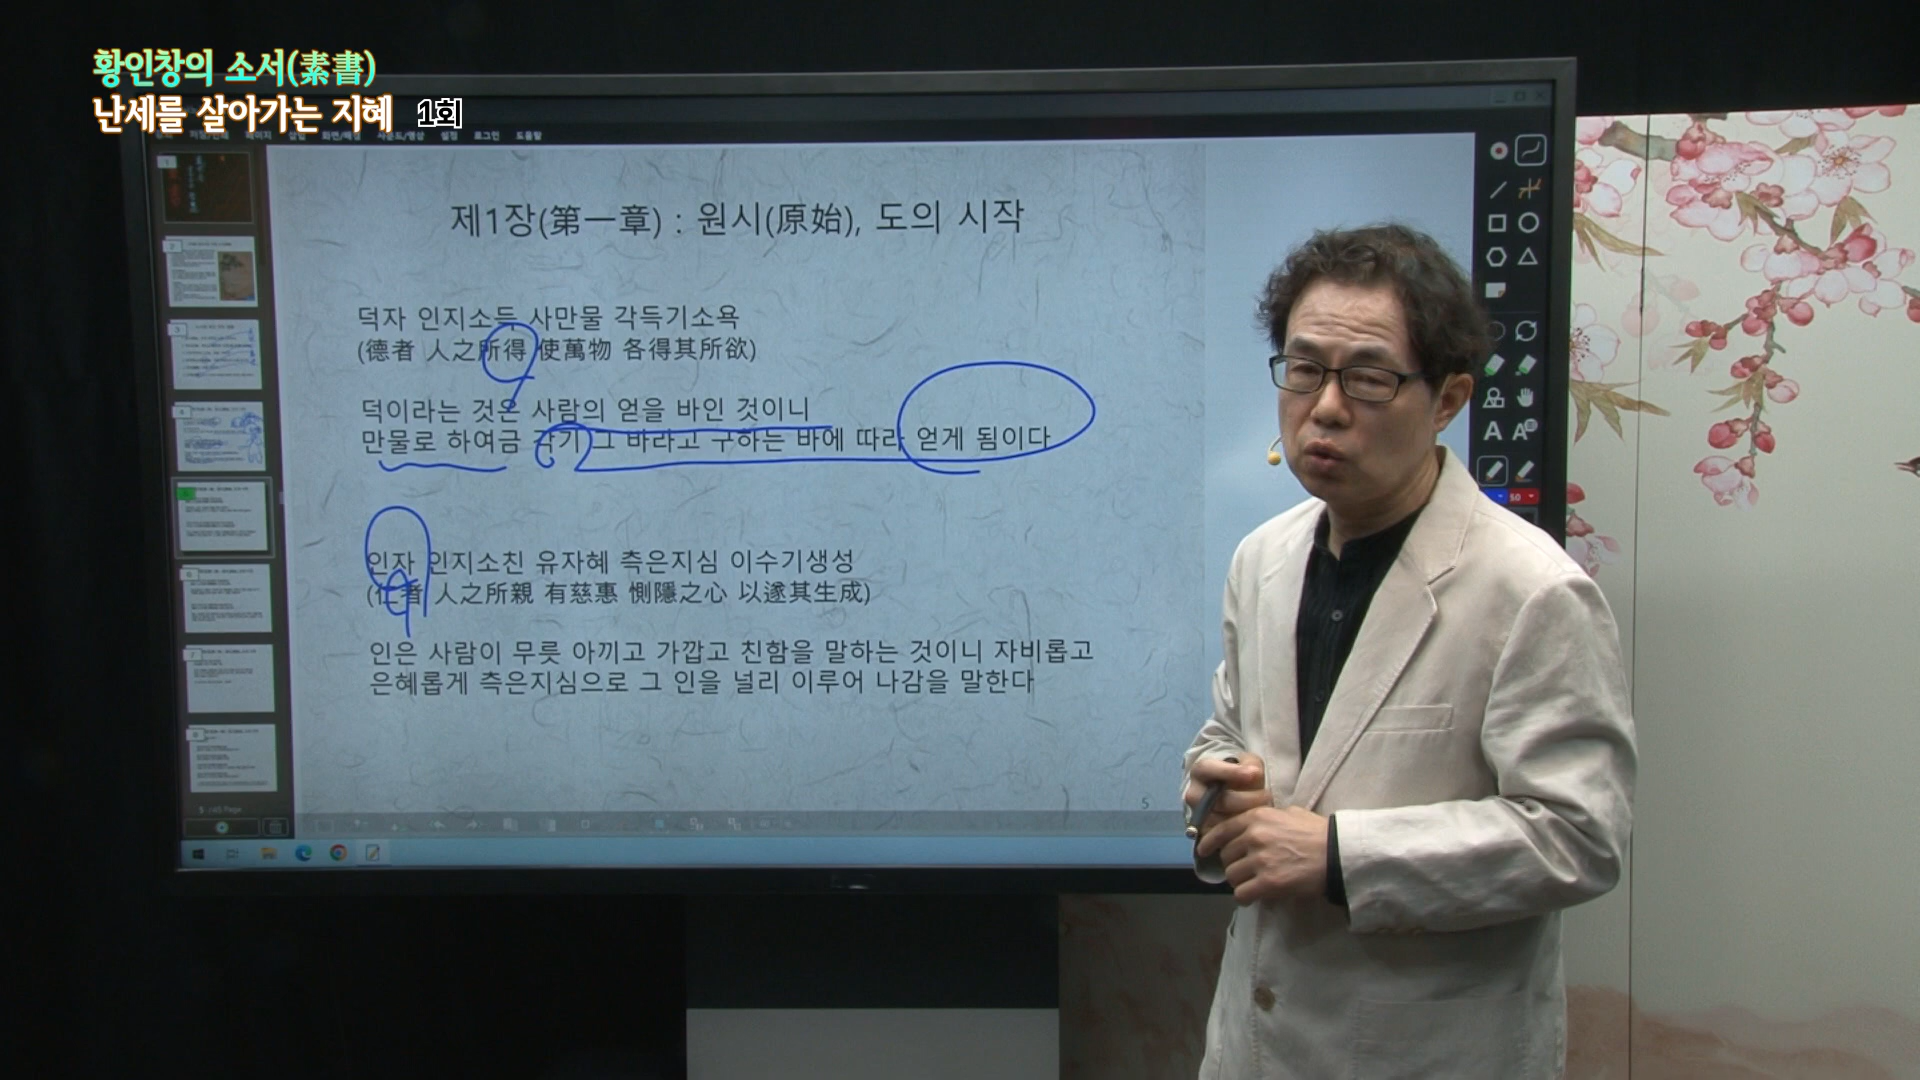 황인창의 소서(素書)
난세를 살아가는 지혜 1회
제1장(第一章) : 원시(原始), 도의 시작
덕자 인지소득 사만물 각득기소욕
(德者 人之所得 使萬物 各得其所欲)
덕이라는 것은 사람의 얻을 바인 것이니
만물로 하여금 각기 그 바라고 구하는 바에 따라 얻게 됨이다
인자 인지소친 유자혜 측은지심 이수기생성
(仁者 人之所親 有慈惠 惻隱之心 以遂其生成)
인은 사람이 무릇 아끼고 가깝고 친함을 말하는 것이니 자비롭고
은혜롭게 측은지심으로 그 인을 널리 이루어 나감을 말한다
5